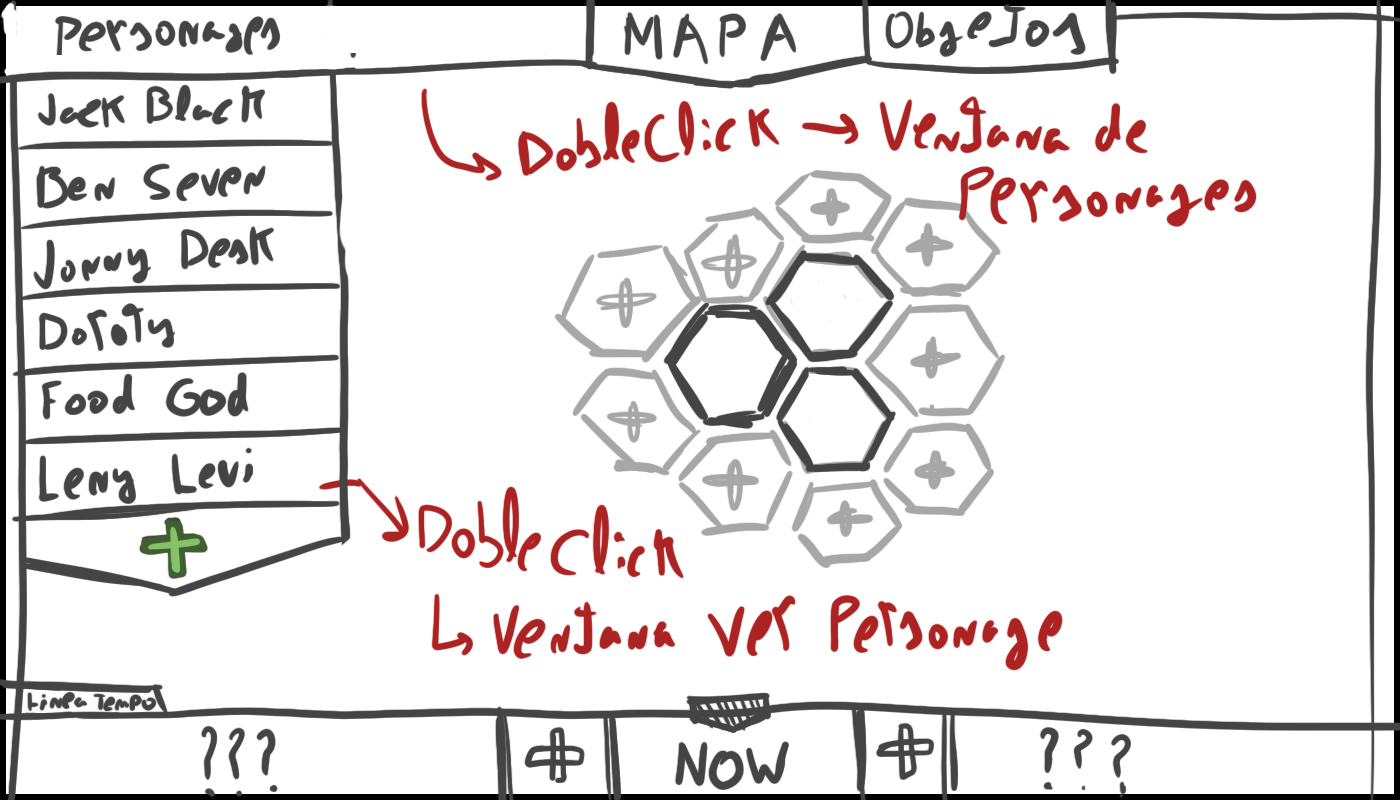 Personages
MAPA
Obgetos
Jack Black
Ben Seven
Jonny Desk
Doroty
Food God
Leny Levi
+
DobleClick → Ventana de
Personages
DobleClick
↳ Ventana Ver Personage
Linea Tempo
???
+
NOW
+
???